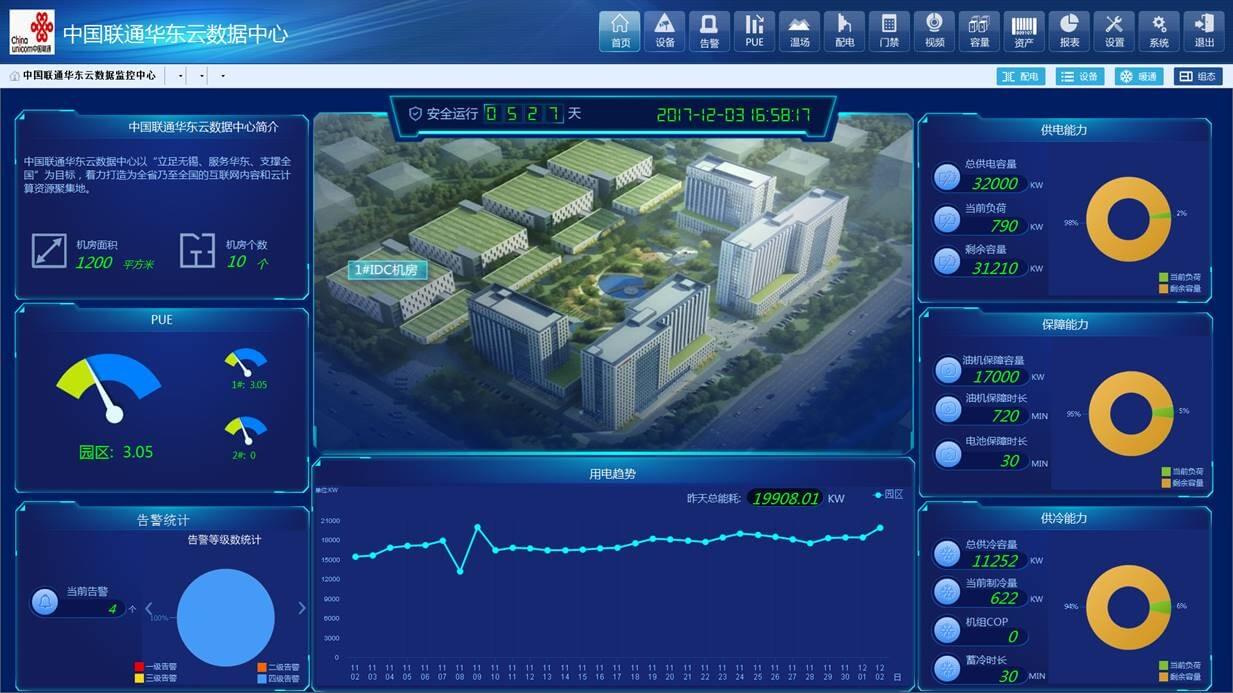 China
unicom中国联通
中国联通华东云数据中心
首页 设备 告警 PUE 温场 配电 门禁 视频 容量 资产 报表 设置 系统 退出
中国联通华东云数据监控中心
配电 设备 暖通 组态
安全运行 0527 天 2017-12-03 16:58:17
中国联通华东云数据中心简介
中国联通华东云数据中心以“立足无锡、服务华东、支撑全
国”为目标，着力打造为全省乃至全国的互联网内容和云计
算资源聚集地。
机房面积
1200 平方米
机房个数
10 个
PUE
1#: 3.05
2#: 0
园区: 3.05
告警统计
告警等级数统计
当前告警
4 个
100%
一级告警 二级告警
三级告警 四级告警
1#IDC机房
用电趋势
单位:KW
昨天总能耗: 19908.01 KW
园区
21000
18000
15000
12000
9000
6000
3000
0
11 11 11 11 11 11 11 11 11 11 11 11 11 11 11 11 11 11 11 11 11 11 11 11 11 11 11 11 11 12 12
02 03 04 05 06 07 08 09 10 11 12 13 14 15 16 17 18 19 20 21 22 23 24 25 26 27 28 29 30 01 02 日
供电能力
总供电容量
32000 KW
当前负荷
790 KW
剩余容量
31210 KW
98% 2%
当前负荷
剩余容量
保障能力
油机保障容量
17000 KW
油机保障时长
720 MIN
电池保障时长
30 MIN
95% 5%
当前负荷
剩余容量
供冷能力
总供冷容量
11252 KW
当前制冷量
622 KW
机组COP
0
蓄冷时长
30 MIN
94% 6%
当前负荷
剩余容量